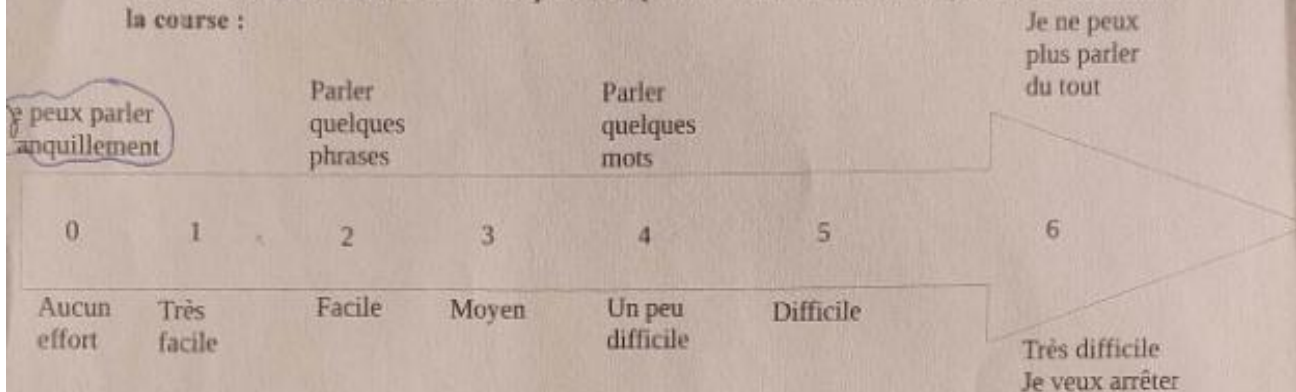 la course :
Je ne peux
plus parler
du tout
peux parler
Parler
quelques
phrases
Parler
quelques
mots
0 1 2 3 4 5 6
Aucun
effort
Très
facile
Facile
Moyen
Un peu
difficile
Difficile
Très difficile
Je veux arrêter